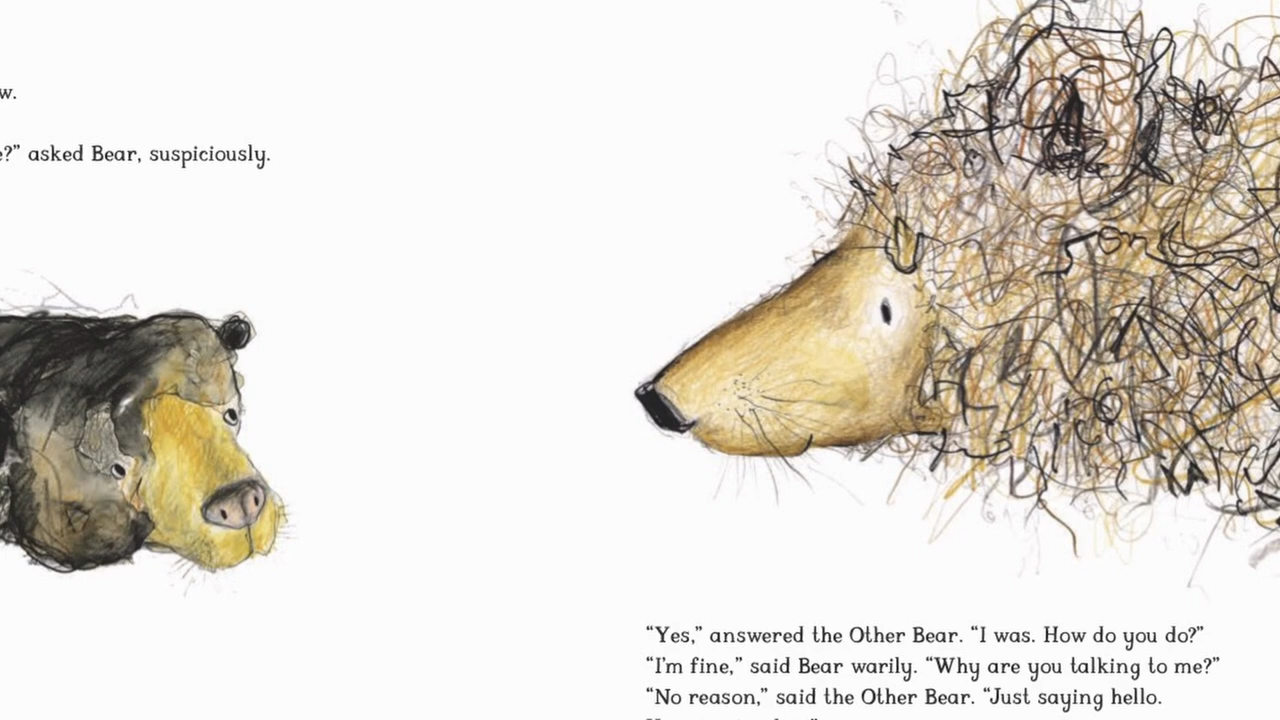 w.
?” asked Bear, suspiciously.
“Yes,” answered the Other Bear. “I was. How do you do?”
“I’m fine,” said Bear warily. “Why are you talking to me?”
“No reason,” said the Other Bear. “Just saying hello.